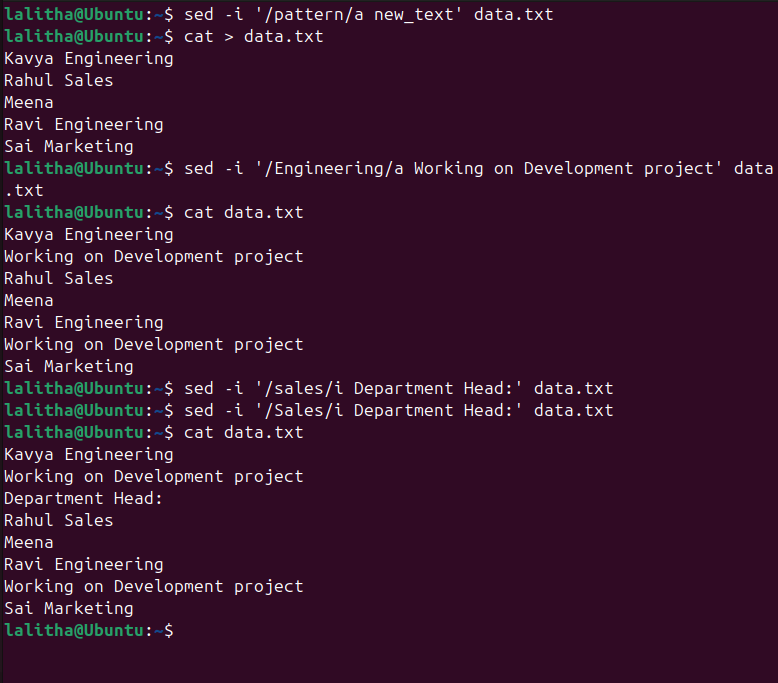 lalitha@Ubuntu:~$ sed -i '/pattern/a new_text' data.txt
lalitha@Ubuntu:~$ cat > data.txt
Kavya Engineering
Rahul Sales
Meena
Ravi Engineering
Sai Marketing
lalitha@Ubuntu:~$ sed -i '/Engineering/a Working on Development project' data
.txt
lalitha@Ubuntu:~$ cat data.txt
Kavya Engineering
Working on Development project
Rahul Sales
Meena
Ravi Engineering
Working on Development project
Sai Marketing
lalitha@Ubuntu:~$ sed -i '/sales/i Department Head:' data.txt
lalitha@Ubuntu:~$ sed -i '/Sales/i Department Head:' data.txt
lalitha@Ubuntu:~$ cat data.txt
Kavya Engineering
Working on Development project
Department Head:
Rahul Sales
Meena
Ravi Engineering
Working on Development project
Sai Marketing
lalitha@Ubuntu:~$